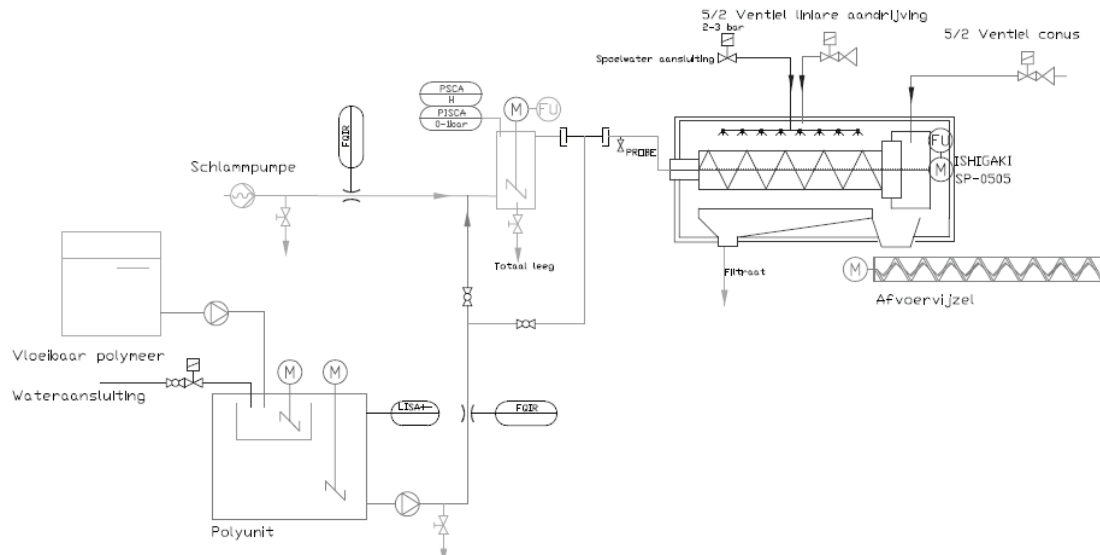 5/2 Ventiel liniare aandrijving
2-3 bar
5/2 Ventiel conus
Spoelwater aansluiting
PSCA
H
PISCA
0-1bar
M
FU
FQIR
PROBE
FU
M
ISHIGAKI
SP-0505
Schlammpumpe
Totaal leeg
Filtraat
M
Afvoervijzel
Vloeibaar polymeer
Wateraansluiting
M
M
LISA+
FQIR
Polyunit